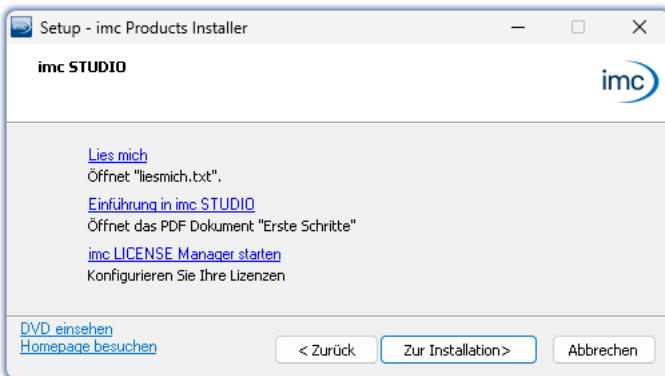 Setup - imc Products Installer
imc STUDIO
imc
Lies mich
Öffnet "liesmich.txt".
Einführung in imc STUDIO
Öffnet das PDF Dokument "Erste Schritte"
imc LICENSE Manager starten
Konfigurieren Sie Ihre Lizenzen
DVD einsehen
Homepage besuchen
< Zurück
Zur Installation>
Abbrechen